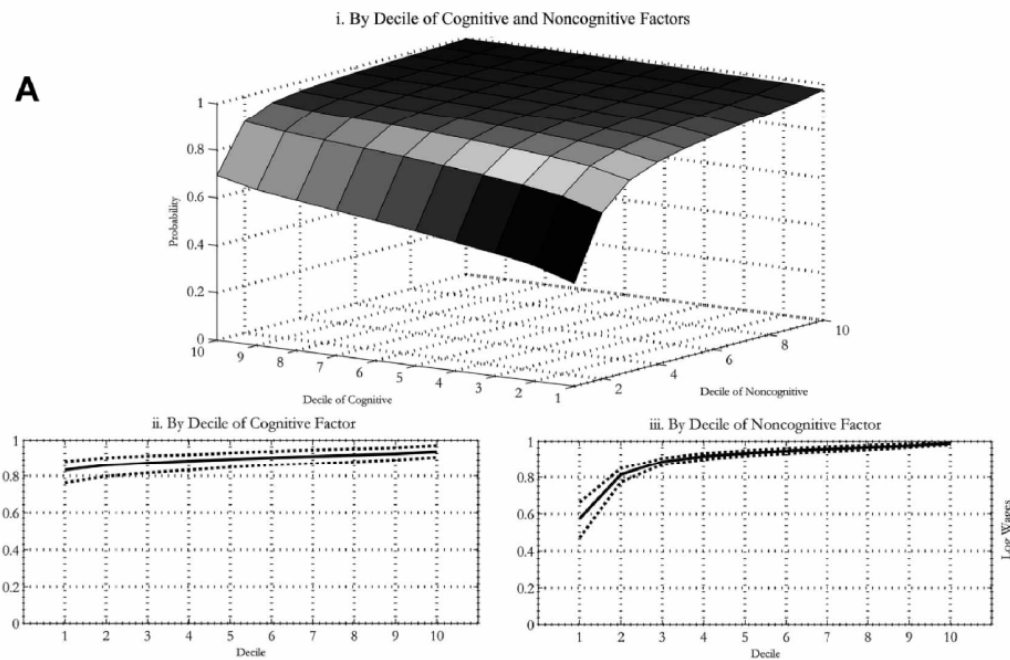 i. By Decile of Cognitive and Noncognitive Factors
A
1
0.8
0.6
0.4
0.2
0
Probability
10 9 8 7 6 5 4 3 2 1
Decile of Cognitive
2 4 6 8 10
Decile of Noncognitive
ii. By Decile of Cognitive Factor
1
0.8
0.6
0.4
0.2
0
1 2 3 4 5 6 7 8 9 10
Decile
iii. By Decile of Noncognitive Factor
1
0.8
0.6
0.4
0.2
0
1 2 3 4 5 6 7 8 9 10
Decile
Log Wages